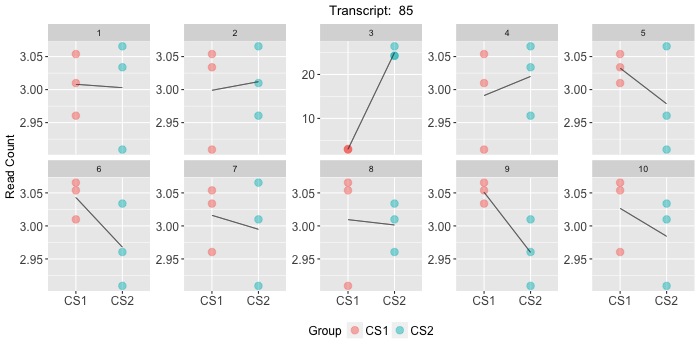 Transcript: 85
1 2 3 4 5
3.05 3.05 20 3.05 3.05
3.00 3.00 3.00 3.00
2.95 2.95 10 2.95 2.95
Read Count
6 7 8 9 10
3.05 3.05 3.05 3.05 3.05
3.00 3.00 3.00 3.00 3.00
2.95 2.95 2.95 2.95 2.95
CS1 CS2 CS1 CS2 CS1 CS2 CS1 CS2 CS1 CS2
Group CS1 CS2